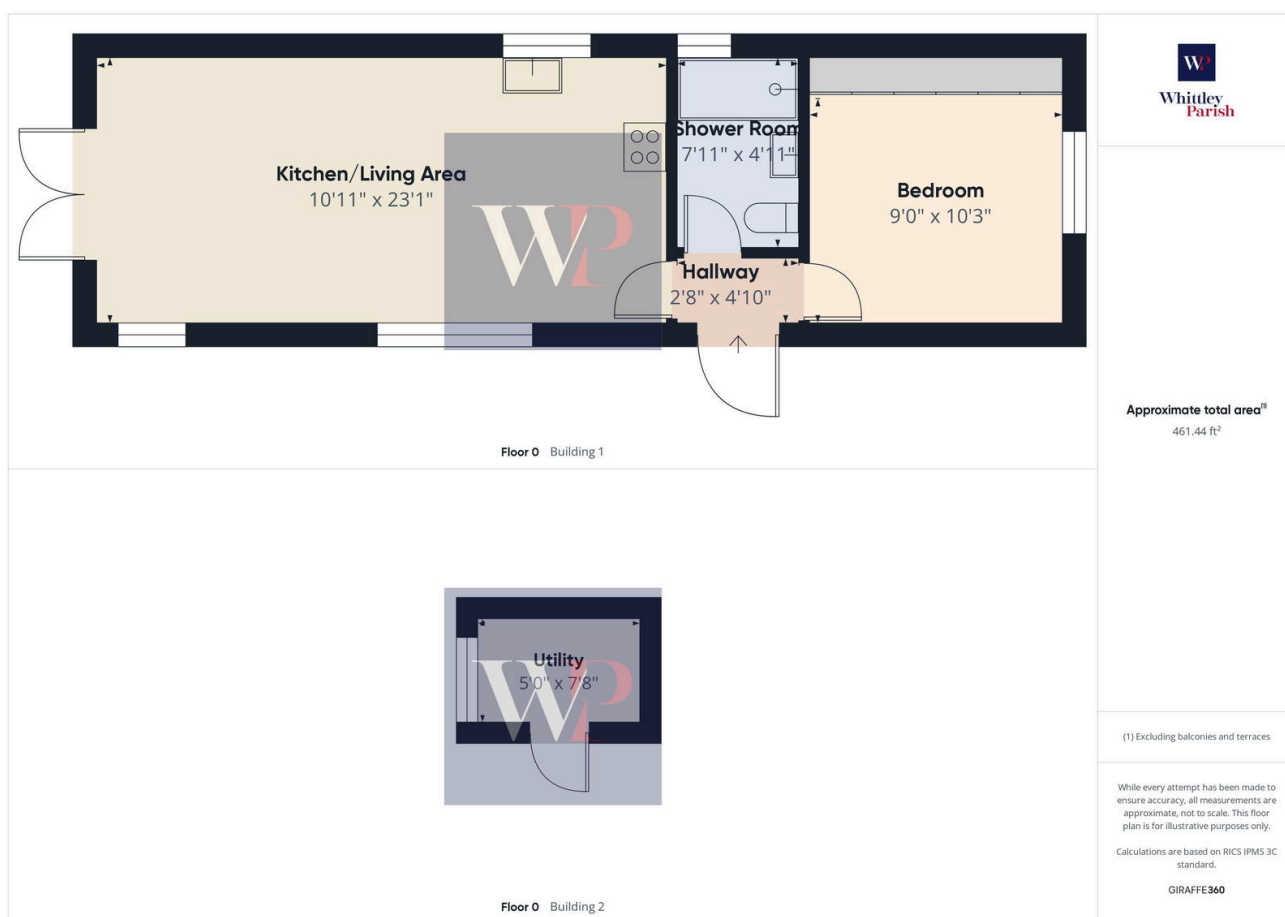 Kitchen/Living Area
10'11" x 23'1"
Shower Room
7'11" x 4'11"
Bedroom
9'0" x 10'3"
Hallway
2'8" x 4'10"
WP
Floor 0 Building 1
Utility
5'0" x 7'8"
WP
Floor 0 Building 2
WP
Whittley
Parish
Approximate total area⁽¹⁾
461.44 ft²
(1) Excluding balconies and terraces
While every attempt has been made to
ensure accuracy, all measurements are
approximate, not to scale. This floor
plan is for illustrative purposes only.
Calculations are based on RICS IPMS 3C
standard.
GIRAFFE360